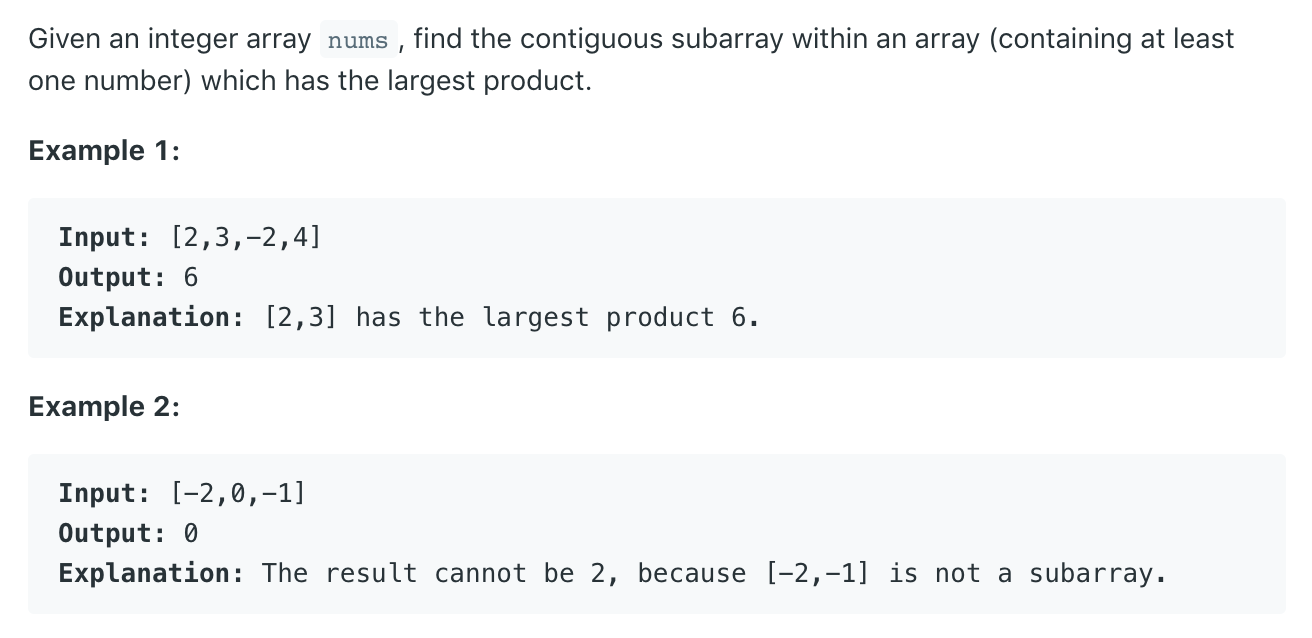 Given an integer array nums , find the contiguous subarray within an array (containing at least
one number) which has the largest product.
Example 1:
Input: [2,3,-2,4]
Output: 6
Explanation: [2,3] has the largest product 6.
Example 2:
Input: [-2,0,-1]
Output: 0
Explanation: The result cannot be 2, because [-2,-1] is not a subarray.